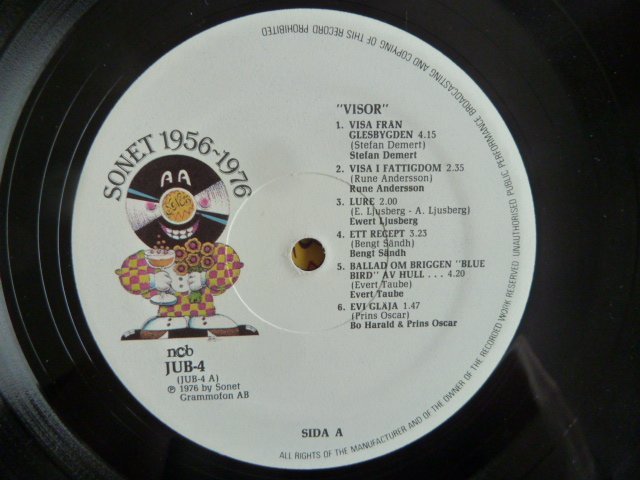 "VISOR"
1. VISA FRAN
GLESBYGDEN 4.15
(Stefan Demert)
Stefan Demert
2. VISA I FATTIGDOM 2.35
(Rune Andersson)
Rune Andersson
3. LURE 2.00
(E. Ljusberg - A. Ljusberg)
Ewert Ljusberg
4. ETT RECEPT 3.23
(Bengt Sändh)
Bengt Sändh
5. BALLAD OM BRIGGEN "BLUE
BIRD" AV HULL . . . 4.20
(Evert Taube)
Evert Taube
6. EVI GLAJA 1.47
(Prins Oscar)
Bo Harald & Prins Oscar
SONET 1956-1976
ncb
JUB-4
(JUB-4 A)
℗ 1976 by Sonet
Grammofon AB
SIDA A
ALL RIGHTS OF THE MANUFACTURER AND OF THE OWNER OF THE RECORDED WORK RESERVED UNAUTHORISED PUBLIC PERFORMANCE BROADCASTING AND COPYING OF THIS RECORD PROHIBITED